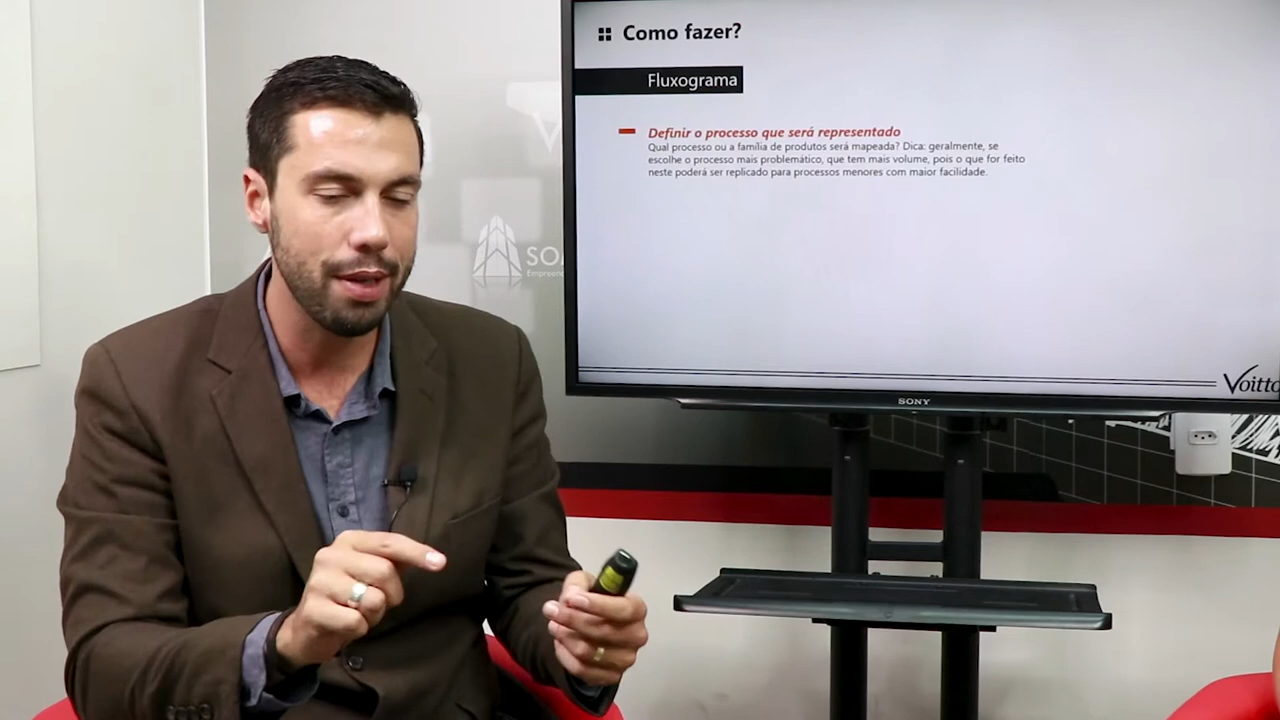 Como fazer?
Fluxograma
Definir o processo que será representado
Qual processo ou a família de produtos será mapeada? Dica: geralmente, se
escolhe o processo mais problemático, que tem mais volume, pois o que for feito
neste poderá ser replicado para processos menores com maior facilidade.
Voitto
SONY